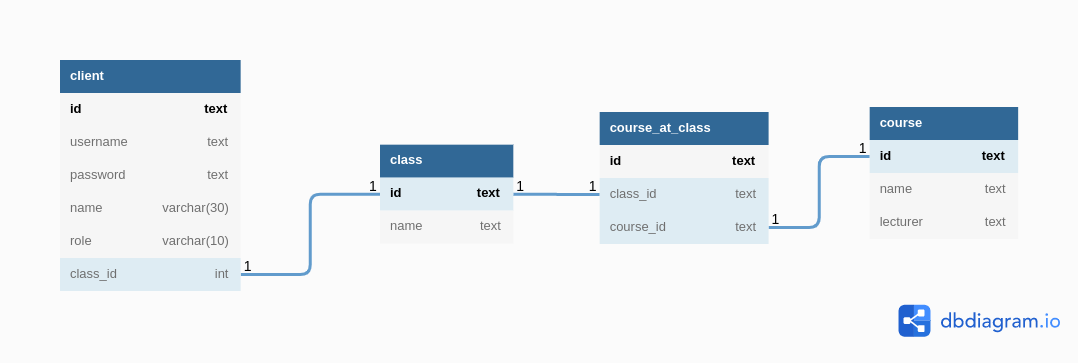 client
id text
username text
password text
name varchar(30)
role varchar(10)
class_id int
1
1
class
id text
name text
1
1
course_at_class
id text
class_id text
course_id text
1
1
course
id text
name text
lecturer text
dbdiagram.io